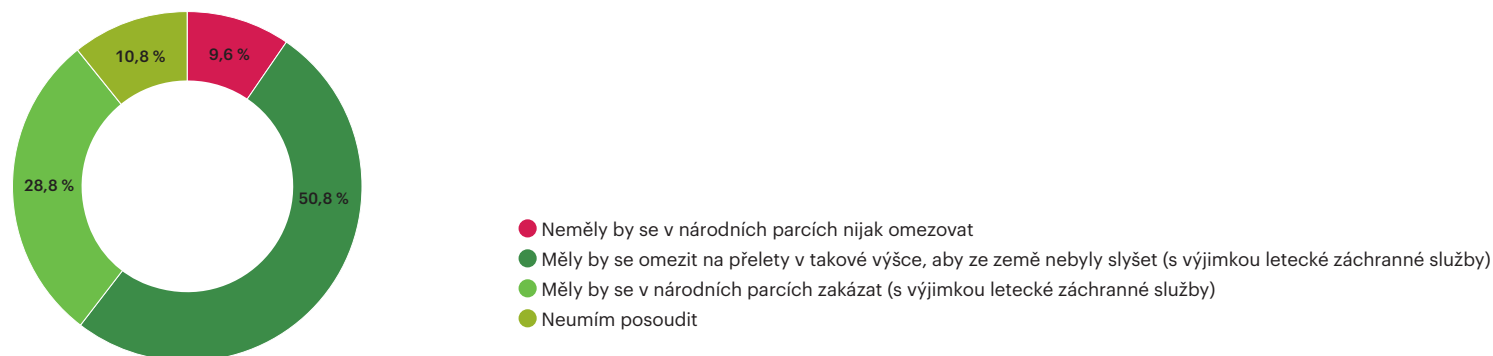 10,8 %
9,6 %
28,8 %
50,8 %
Neměly by se v národních parcích nijak omezovat
Měly by se omezit na přelety v takové výšce, aby ze země nebyly slyšet (s výjimkou letecké záchranné služby)
Měly by se v národních parcích zakázat (s výjimkou letecké záchranné služby)
Neumím posoudit